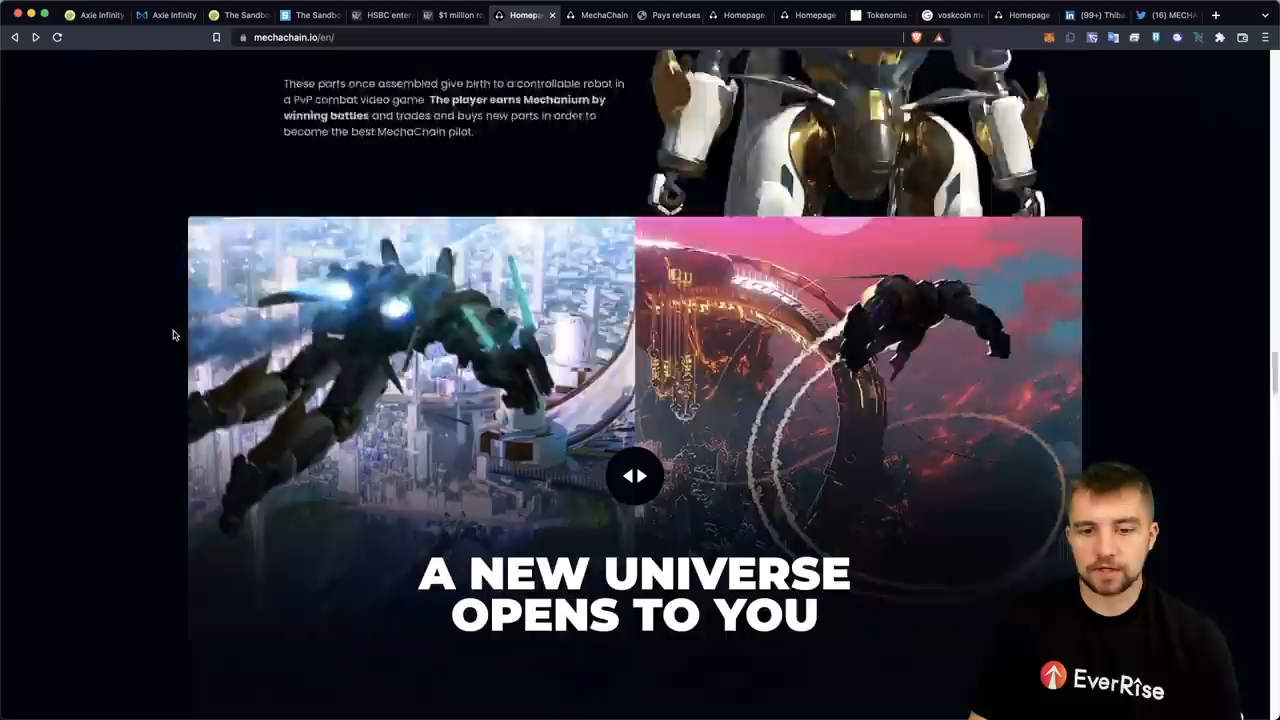 Axie Infinity
Axie Infinity
The Sandbo
The Sandbo
HSBC enter
$1 million ro
Homepa
MechaChain
Pays refuses
Homepage
Homepage
Tokenomia
voskcoin me
Homepage
(99+) Thiba
(16) MECHA
mechachain.io/en/
These parts once assembled give birth to a controllable robot in
a PvP combat video game. The player earns Mechanium by
winning battles and trades and buys new parts in order to
become the best MechaChain pilot.
A NEW UNIVERSE
OPENS TO YOU
EverRise